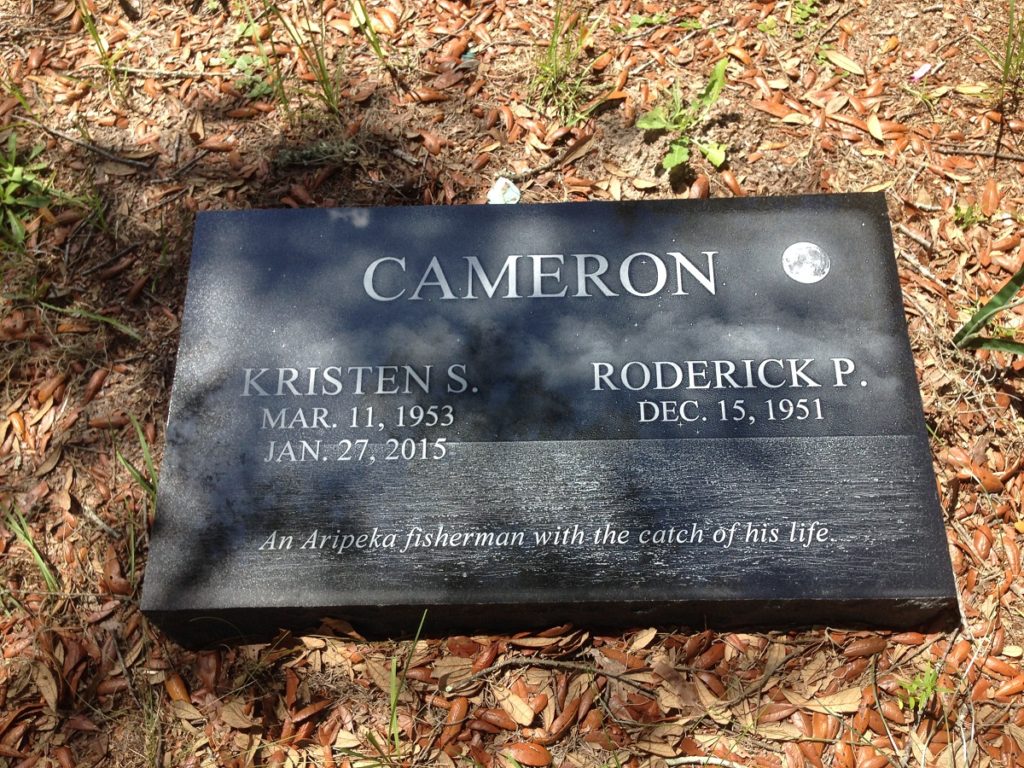 CAMERON
KRISTEN S.
MAR. 11, 1953
JAN. 27, 2015
RODERICK P.
DEC. 15, 1951
An Aripeka fisherman with the catch of his life.